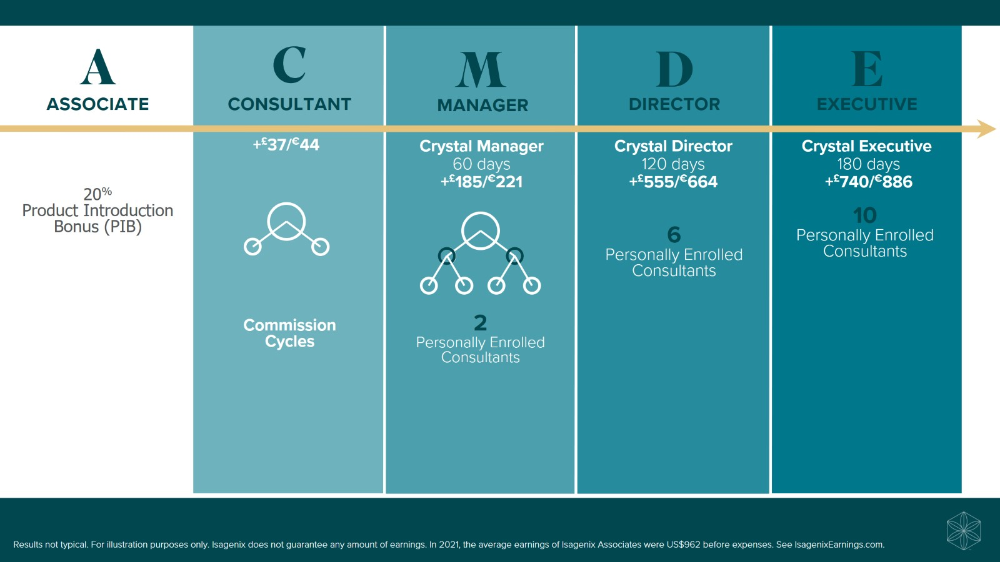 A
ASSOCIATE
20%
Product Introduction
Bonus (PIB)
C
CONSULTANT
+£37/€44
Commission
Cycles
M
MANAGER
Crystal Manager
60 days
+£185/€221
2
Personally Enrolled
Consultants
D
DIRECTOR
Crystal Director
120 days
+£555/€664
6
Personally Enrolled
Consultants
E
EXECUTIVE
Crystal Executive
180 days
+£740/€886
10
Personally Enrolled
Consultants
Results not typical. For illustration purposes only. Isagenix does not guarantee any amount of earnings. In 2021, the average earnings of Isagenix Associates were US$962 before expenses. See IsagenixEarnings.com.